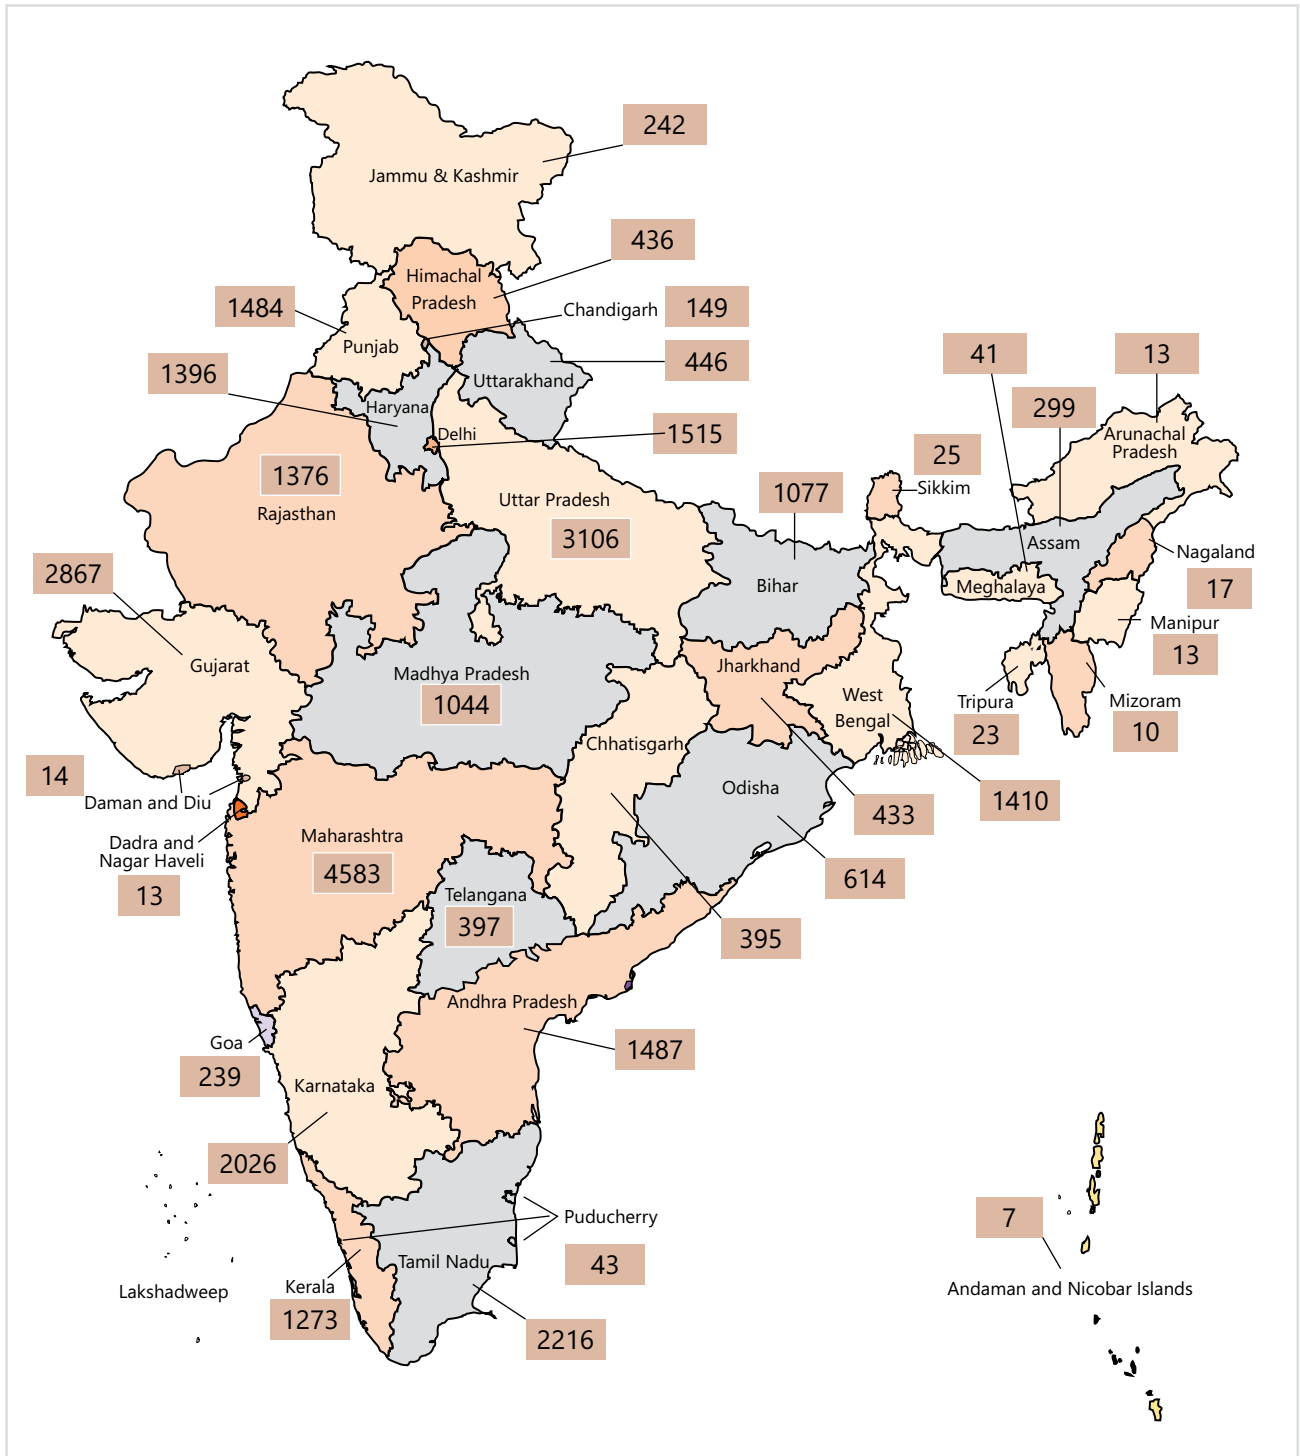 242
Jammu & Kashmir
436
Himachal
Pradesh
1484
Chandigarh
149
Punjab
446
1396
Uttarakhand
41
13
Haryana
299
Delhi
1515
Arunachal
Pradesh
25
1376
Sikkim
1077
Uttar Pradesh
Rajasthan
3106
Assam
Nagaland
2867
Bihar
Meghalaya
17
Manipur
13
Gujarat
Jharkhand
Madhya Pradesh
1044
West
Bengal
Tripura
23
Mizoram
10
Chhatisgarh
14
Daman and Diu
Odisha
1410
433
Dadra and
Nagar Haveli
13
Maharashtra
4583
614
Telangana
397
395
Andhra Pradesh
Goa
239
1487
Karnataka
2026
Puducherry
43
7
Tamil Nadu
Lakshadweep
Kerala
1273
Andaman and Nicobar Islands
2216